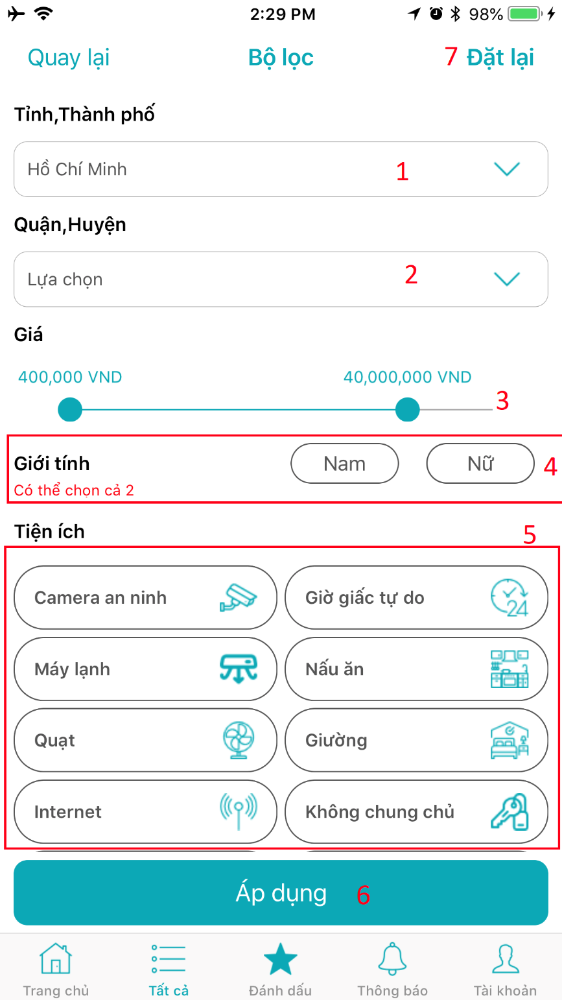 2:29 PM 98%
Quay lại Bộ lọc 7 Đặt lại
Tỉnh,Thành phố
Hồ Chí Minh 1
Quận,Huyện
Lựa chọn 2
Giá
400,000 VND 40,000,000 VND
3
Giới tính Nam Nữ 4
Có thể chọn cả 2
Tiện ích 5
Camera an ninh Giờ giấc tự do 24
Máy lạnh Nấu ăn
Quạt Giường
Internet Không chung chủ
Áp dụng 6
Trang chủ Tất cả Đánh dấu Thông báo Tài khoản